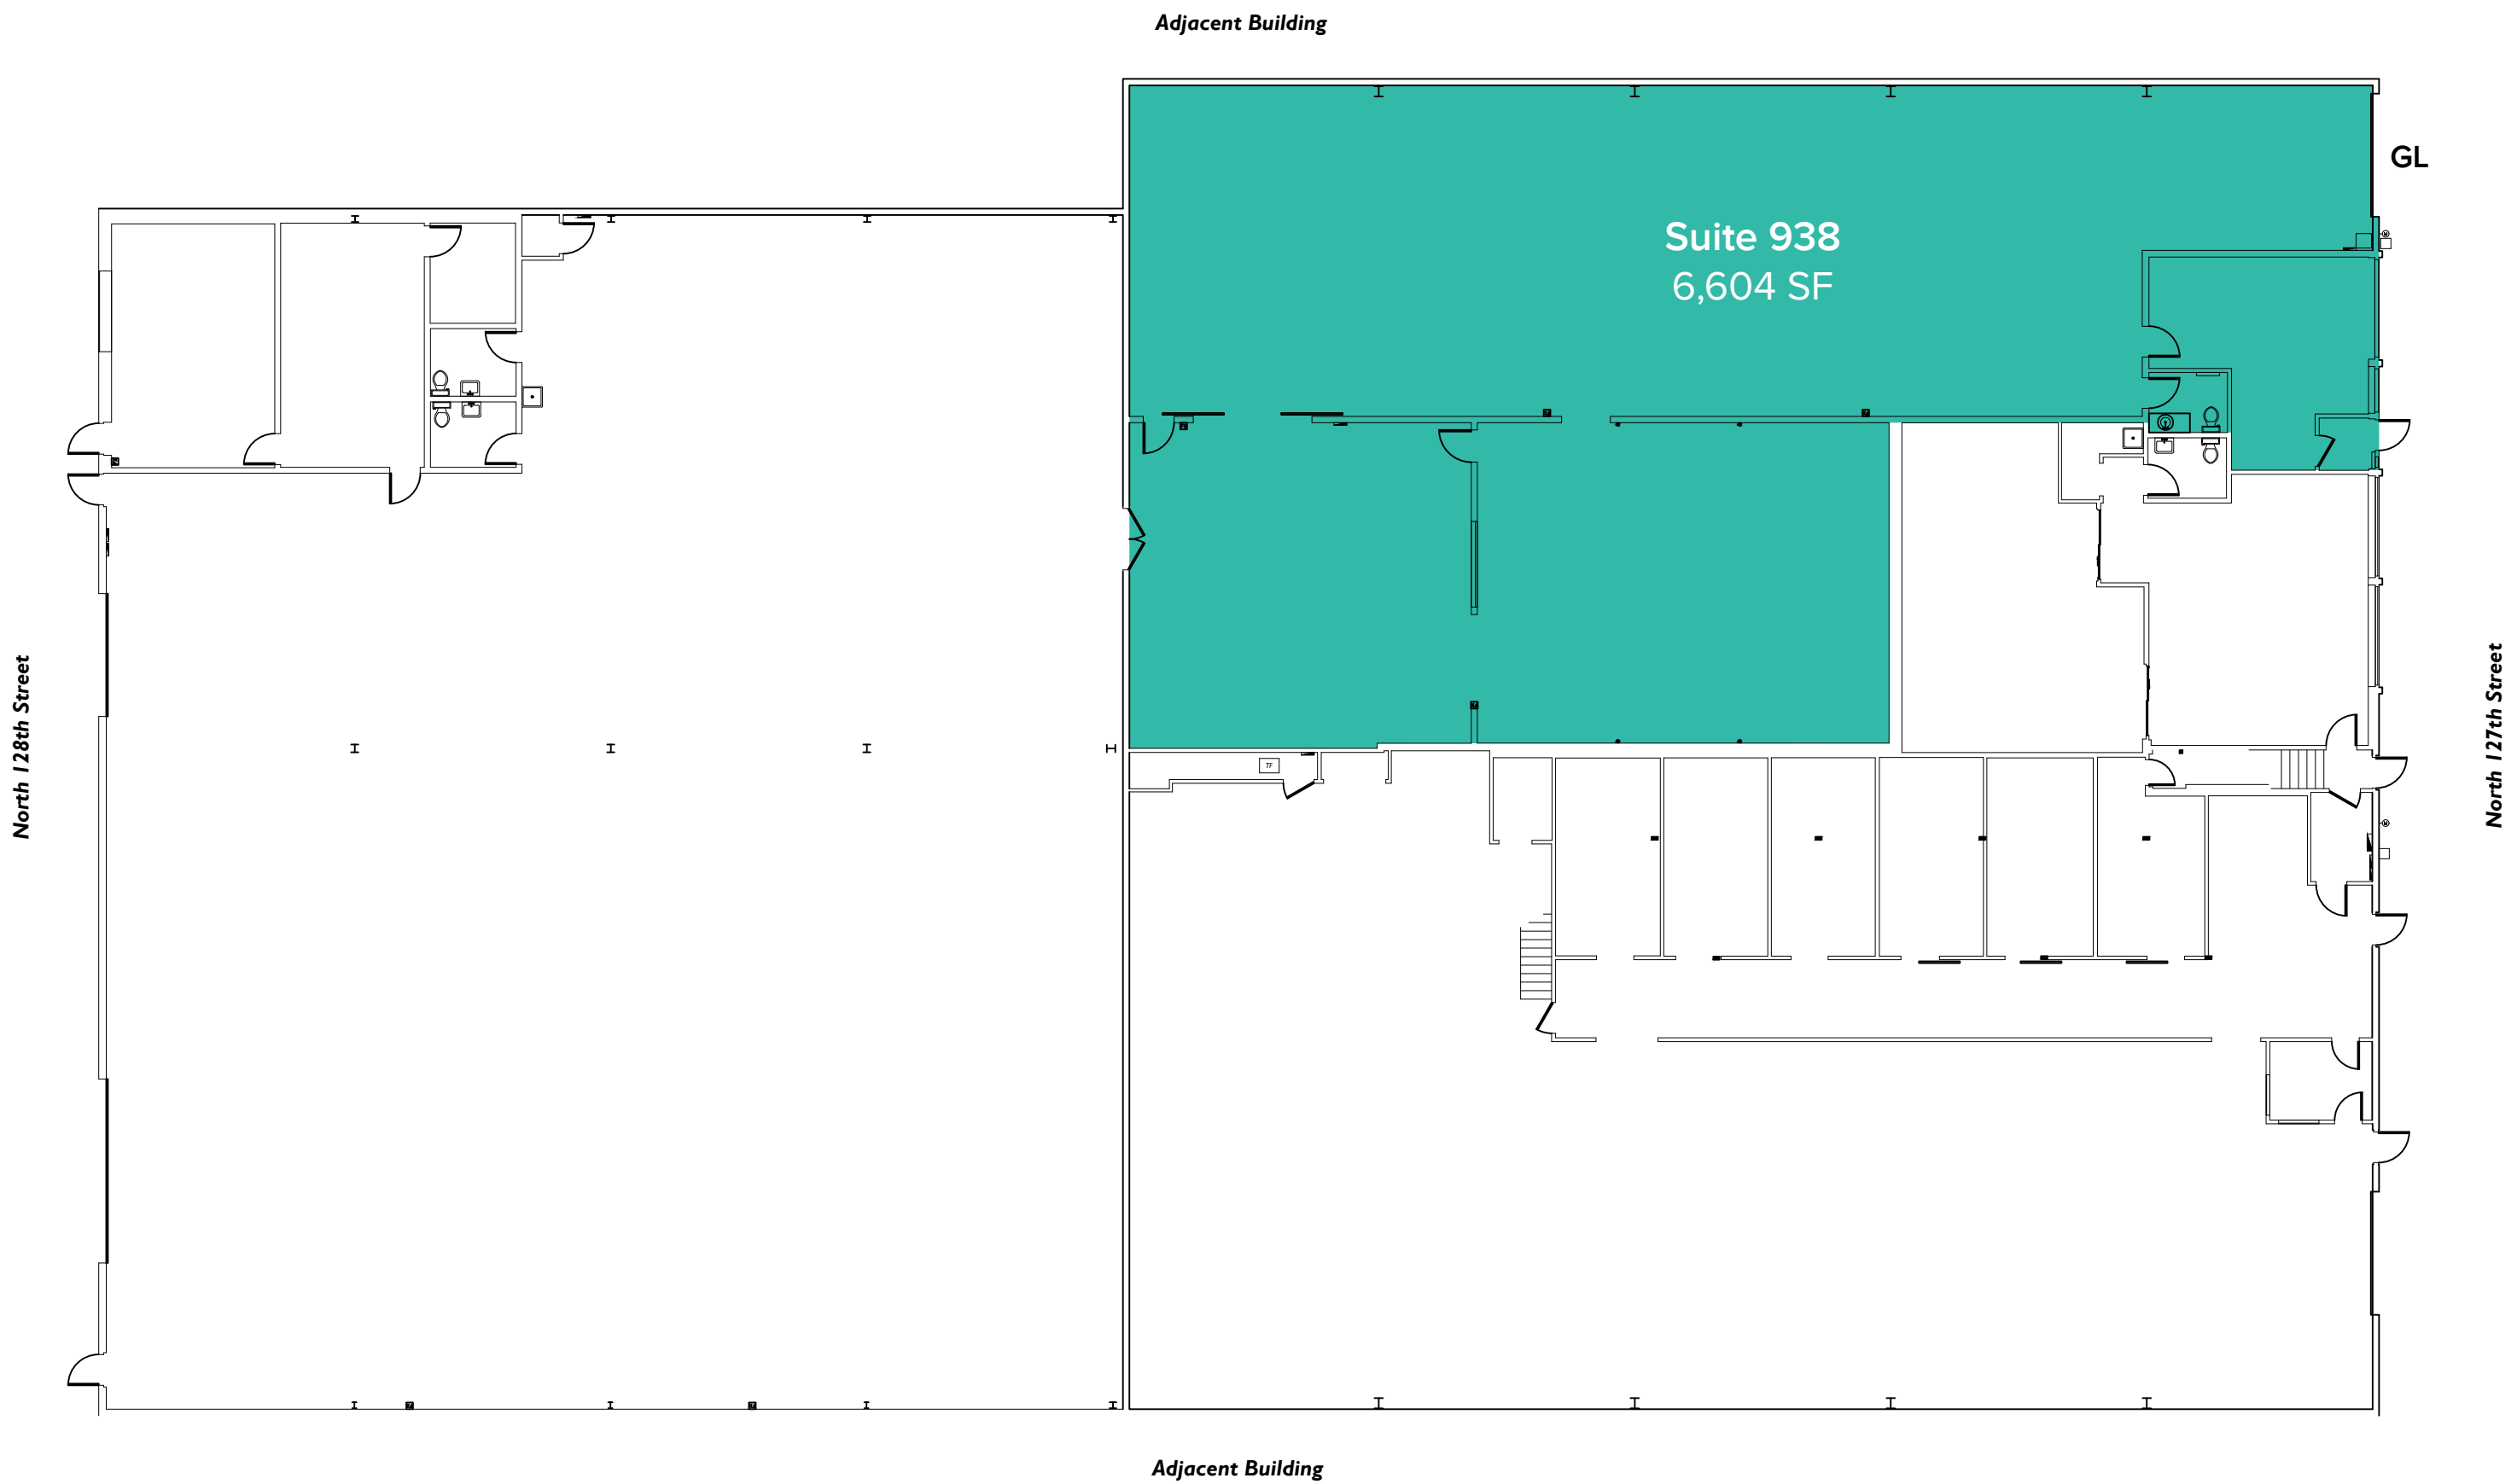 Adjacent Building
GL
Suite 938
6,604 SF
North 128th Street
North 127th Street
TF
Adjacent Building